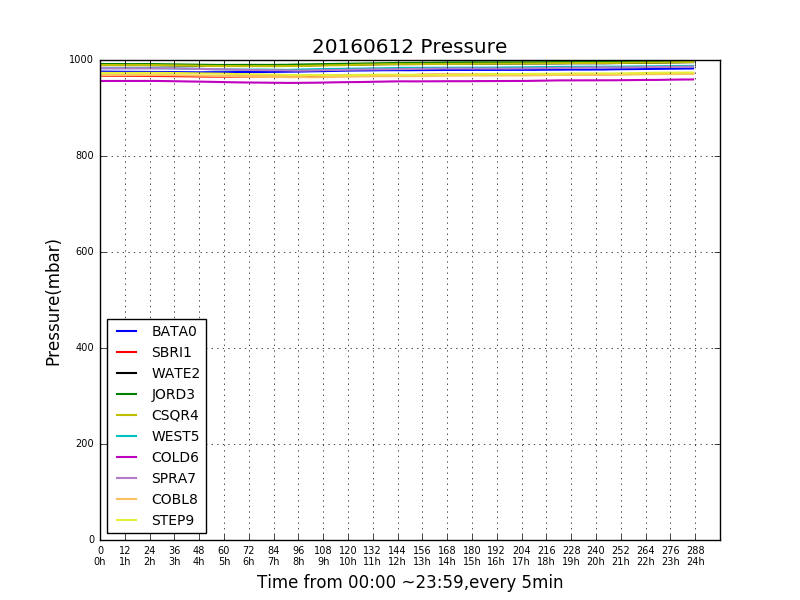 20160612 Pressure
1000
800
600
400
200
0
Pressure(mbar)
BATA0
SBRI1
WATE2
JORD3
CSQR4
WEST5
COLD6
SPRA7
COBL8
STEP9
0 12 24 36 48 60 72 84 96 108 120 132 144 156 168 180 192 204 216 228 240 252 264 276 288
0h 1h 2h 3h 4h 5h 6h 7h 8h 9h 10h 11h 12h 13h 14h 15h 16h 17h 18h 19h 20h 21h 22h 23h 24h
Time from 00:00 ~23:59,every 5min